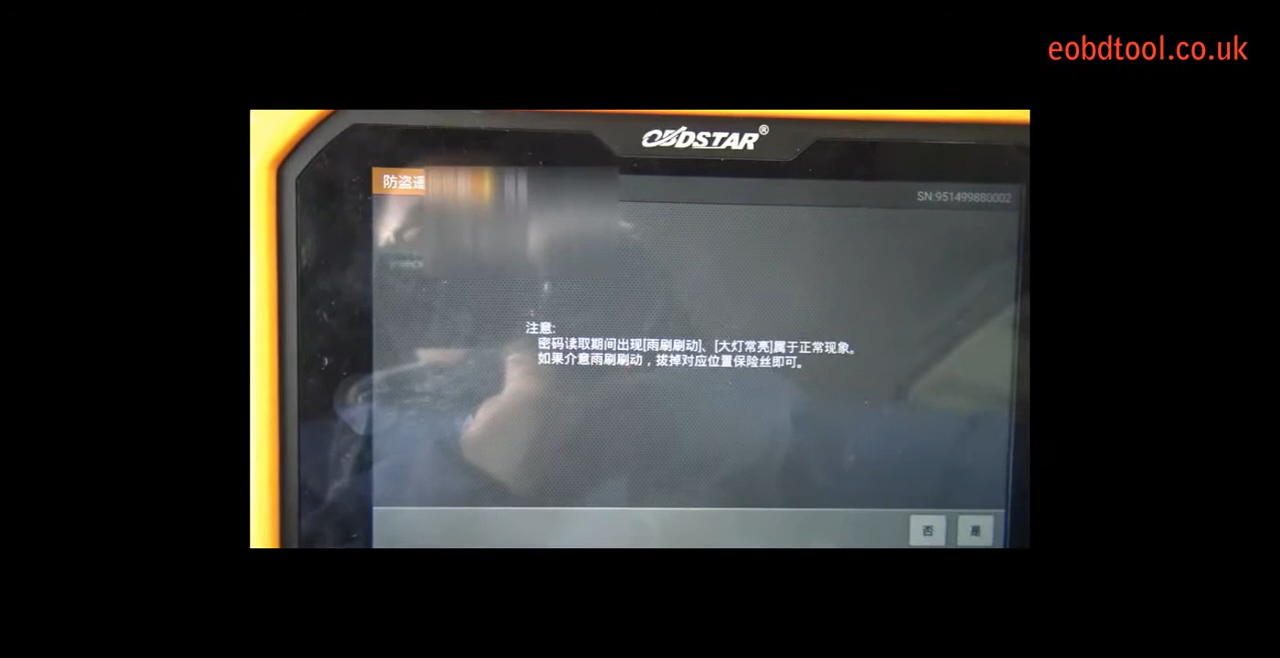 eobdtool.co.uk
OBDSTAR®
防盗遥
SN:951499880002
注意:
密码读取期间出现[雨刷刷动]、[大灯常亮]属于正常现象。
如果介意雨刷刷动，拔掉对应位置保险丝即可。
否 是